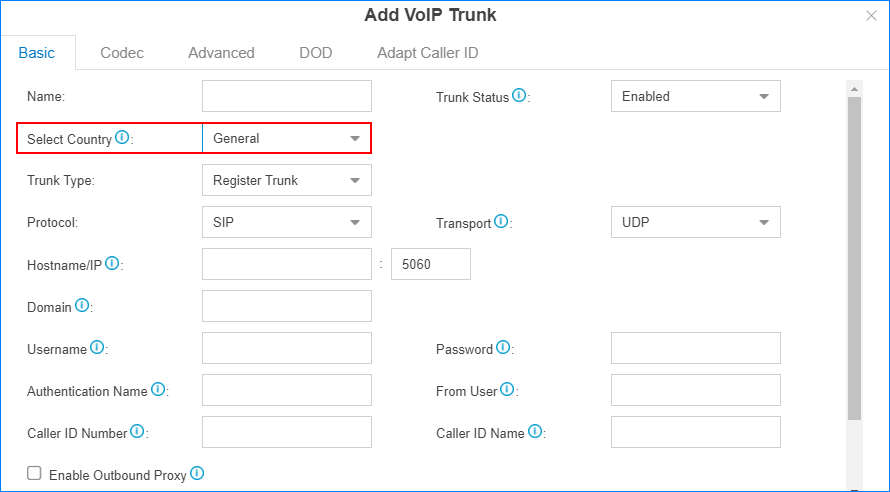 Add VoIP Trunk
Basic Codec Advanced DOD Adapt Caller ID
Name: Trunk Status: Enabled
Select Country: General
Trunk Type: Register Trunk
Protocol: SIP Transport: UDP
Hostname/IP: : 5060
Domain:
Username: Password:
Authentication Name: From User:
Caller ID Number: Caller ID Name:
Enable Outbound Proxy